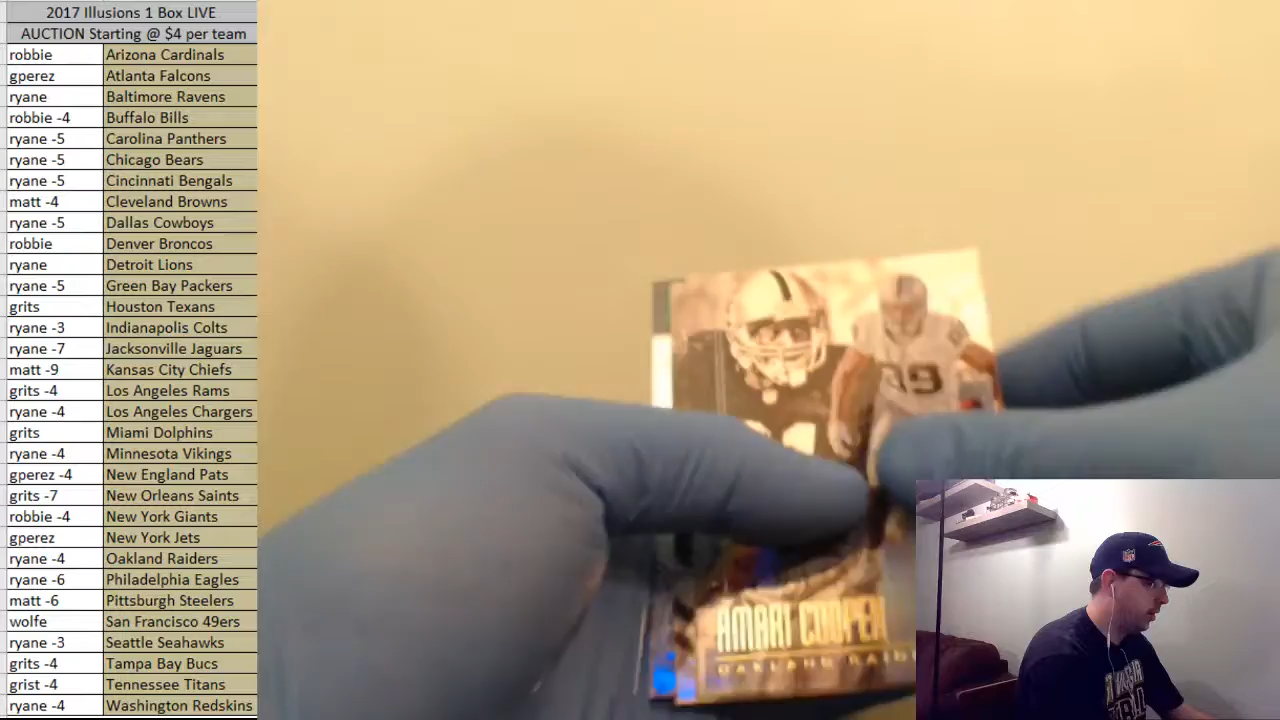 2017 Illusions 1 Box LIVE
AUCTION Starting @ $4 per team
robbie Arizona Cardinals
gperez Atlanta Falcons
ryane Baltimore Ravens
robbie -4 Buffalo Bills
ryane -5 Carolina Panthers
ryane -5 Chicago Bears
ryane -5 Cincinnati Bengals
matt -4 Cleveland Browns
ryane -5 Dallas Cowboys
robbie Denver Broncos
ryane Detroit Lions
ryane -5 Green Bay Packers
grits Houston Texans
ryane -3 Indianapolis Colts
ryane -7 Jacksonville Jaguars
matt -9 Kansas City Chiefs
grits -4 Los Angeles Rams
ryane -4 Los Angeles Chargers
grits Miami Dolphins
ryane -4 Minnesota Vikings
gperez -4 New England Pats
grits -7 New Orleans Saints
robbie -4 New York Giants
gperez New York Jets
ryane -4 Oakland Raiders
ryane -6 Philadelphia Eagles
matt -6 Pittsburgh Steelers
wolfe San Francisco 49ers
ryane -3 Seattle Seahawks
grits -4 Tampa Bay Bucs
grist -4 Tennessee Titans
ryane -4 Washington Redskins
AMARI COOPER
OAKLAND RAID